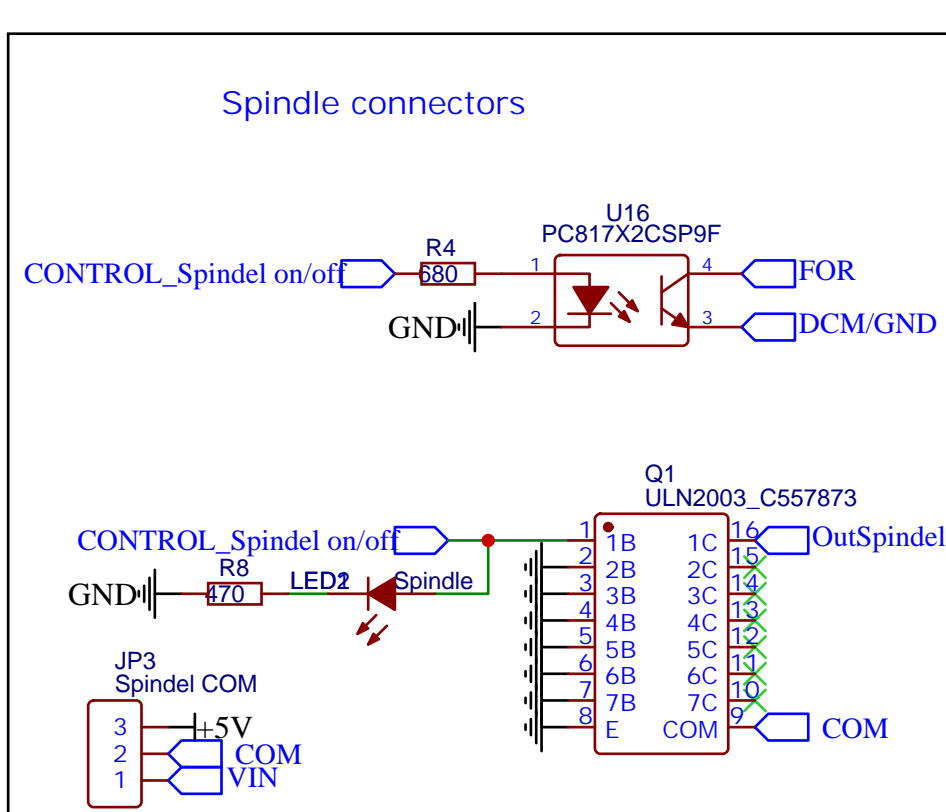 Spindle connectors
U16
PC817X2CSP9F
R4
CONTROL_Spindel on/off
680
1
4
FOR
GND
2
3
DCM/GND
Q1
ULN2003_C557873
CONTROL_Spindel on/off
1
1B
1C
16
OutSpindel
2
2B
2C
15
3
3B
3C
14
4
4B
4C
13
5
5B
5C
12
6
6B
6C
11
7
7B
7C
10
8
E
COM
9
COM
R8
GND
470
Spindle
JP3
Spindel COM
3
+5V
2
COM
1
VIN